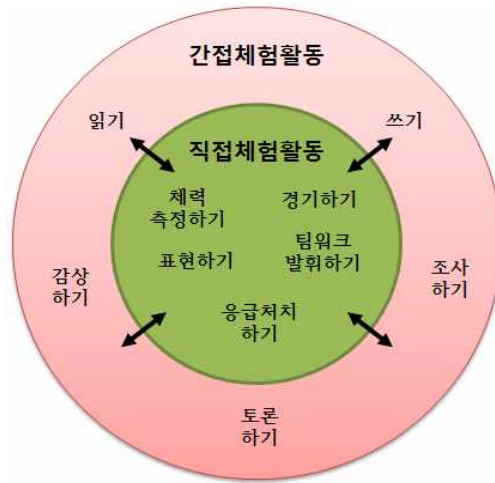 간접체험활동
읽기
쓰기
직접체험활동
체력
측정하기
경기하기
표현하기
팀워크
발휘하기
감상
하기
조사
하기
응급처치
하기
토론
하기